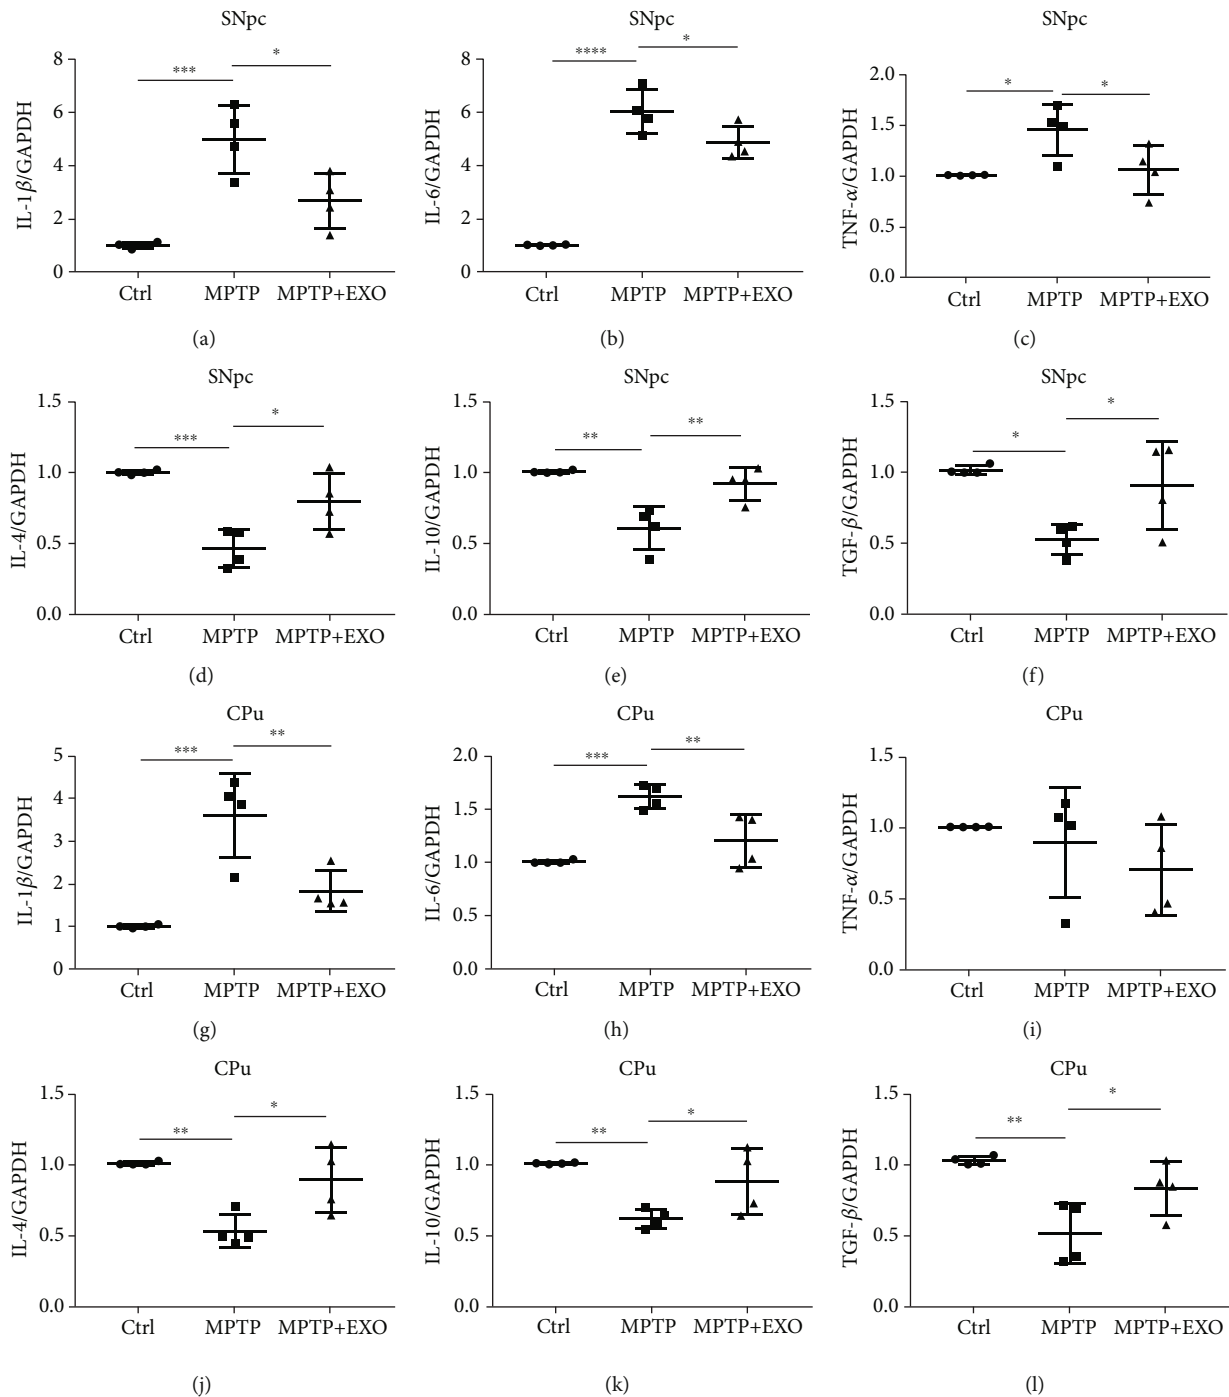 SNpc
IL-1β/GAPDH
8
6
4
2
0
***
*
Ctrl MPTP MPTP+EXO
(a)
SNpc
IL-6/GAPDH
8
6
4
2
0
****
*
Ctrl MPTP MPTP+EXO
(b)
SNpc
TNF-α/GAPDH
2.0
1.5
1.0
0.5
0.0
*
*
Ctrl MPTP MPTP+EXO
(c)
SNpc
IL-4/GAPDH
1.5
1.0
0.5
0.0
***
*
Ctrl MPTP MPTP+EXO
(d)
SNpc
IL-10/GAPDH
1.5
1.0
0.5
0.0
**
**
Ctrl MPTP MPTP+EXO
(e)
SNpc
TGF-β/GAPDH
1.5
1.0
0.5
0.0
*
*
Ctrl MPTP MPTP+EXO
(f)
CPu
IL-1β/GAPDH
5
4
3
2
1
0
***
**
Ctrl MPTP MPTP+EXO
(g)
CPu
IL-6/GAPDH
2.0
1.5
1.0
0.5
0.0
***
**
Ctrl MPTP MPTP+EXO
(h)
CPu
TNF-α/GAPDH
1.5
1.0
0.5
0.0
Ctrl MPTP MPTP+EXO
(i)
CPu
IL-4/GAPDH
1.5
1.0
0.5
0.0
**
*
Ctrl MPTP MPTP+EXO
(j)
CPu
IL-10/GAPDH
1.5
1.0
0.5
0.0
**
*
Ctrl MPTP MPTP+EXO
(k)
CPu
TGF-β/GAPDH
1.5
1.0
0.5
0.0
**
*
Ctrl MPTP MPTP+EXO
(l)